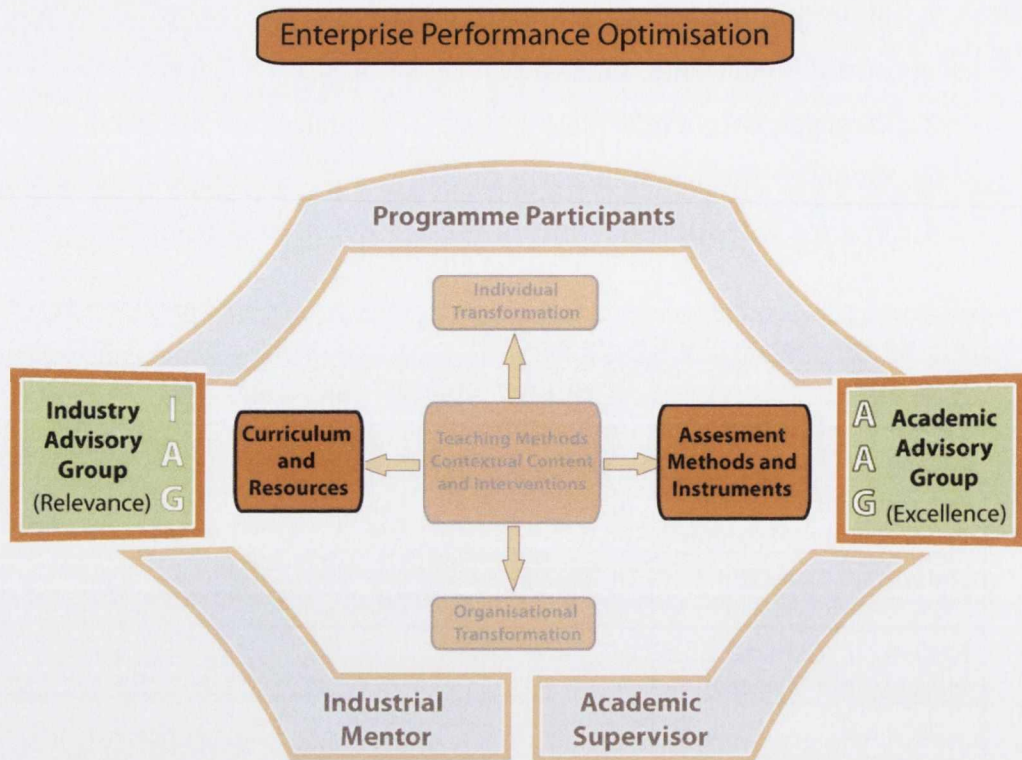 Enterprise Performance Optimisation
Programme Participants
Individual
Transformation
Industry
Advisory
Group
(Relevance)
I
A
G
Curriculum
and
Resources
Teaching Methods
Contextual Content
and Interventions
Assesment
Methods and
Instruments
A
A
G
Academic
Advisory
Group
(Excellence)
Organisational
Transformation
Industrial
Mentor
Academic
Supervisor